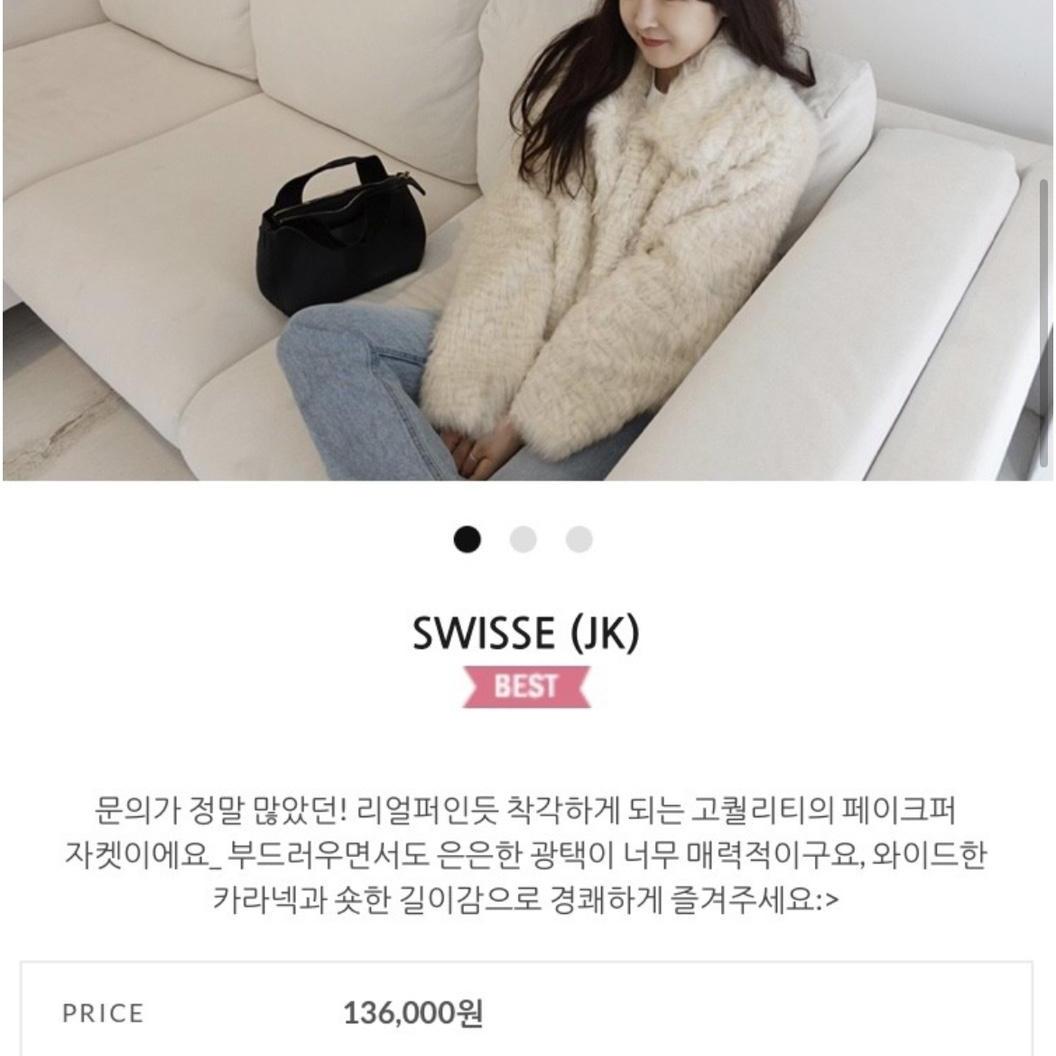 SWISSE (JK)
BEST
문의가 정말 많았던! 리얼퍼인듯 착각하게 되는 고퀄리티의 페이크퍼
자켓이에요_ 부드러우면서도 은은한 광택이 너무 매력적이구요, 와이드한
카라넥과 숏한 길이감으로 경쾌하게 즐겨주세요:>
PRICE 136,000원